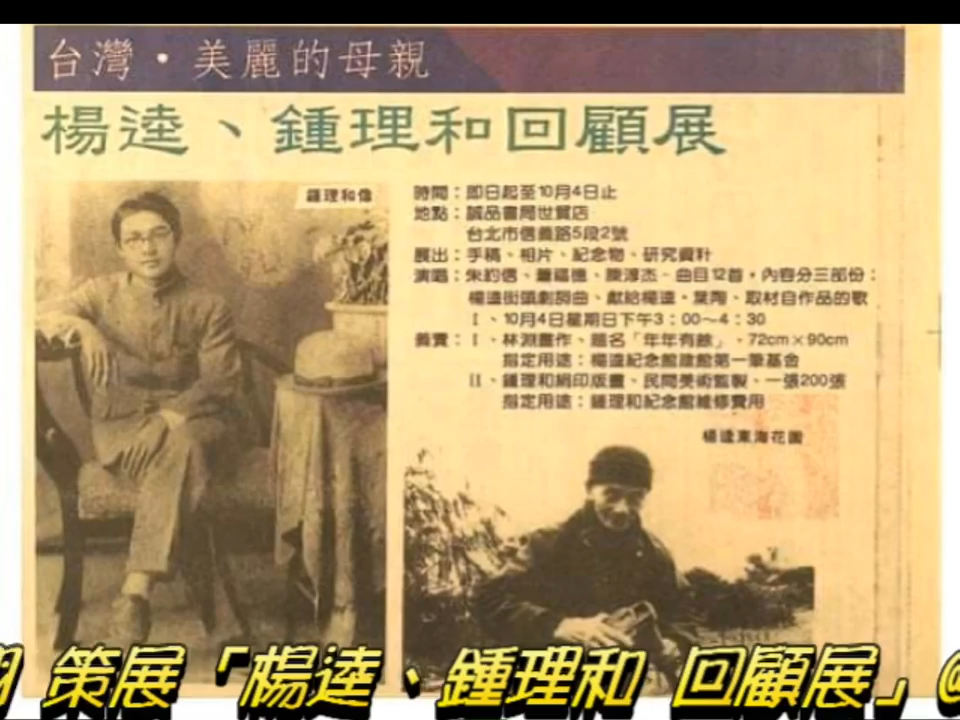 台灣・美麗的母親
楊逵、鍾理和回顧展
鍾理和像
時間：即日起至10月4日止
地點：誠品書局世貿店
台北市信義路5段2號
展出：手稿、相片、紀念物、研究資料
演唱：朱約信、簫福德、陳淳杰－曲目12首，內容分三部份：
楊逵街頭劇詞曲、獻給楊逵・葉陶、取材自作品的歌
I、10月4日星期日下午3：00～4：30
義賣：I、林淵畫作、題名「年年有餘」、72cm×90cm
指定用途：楊逵紀念館建館第一筆基金
II、鍾理和絹印版畫、民間美術監製、一張200張
指定用途：鍾理和紀念館維修費用
楊逵東海花園
策展「楊逵、鍾理和 回顧展」@